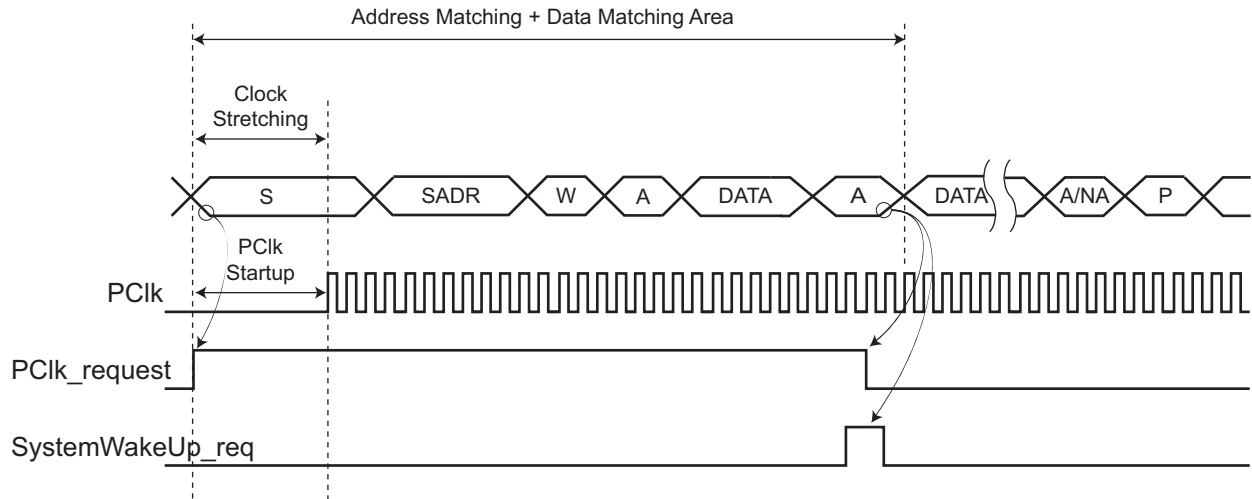 Address Matching + Data Matching Area
Clock
Stretching
S SADR W A DATA A DATA A/NA P
PClk
Startup
PClk
PClk_request
SystemWakeUp_req